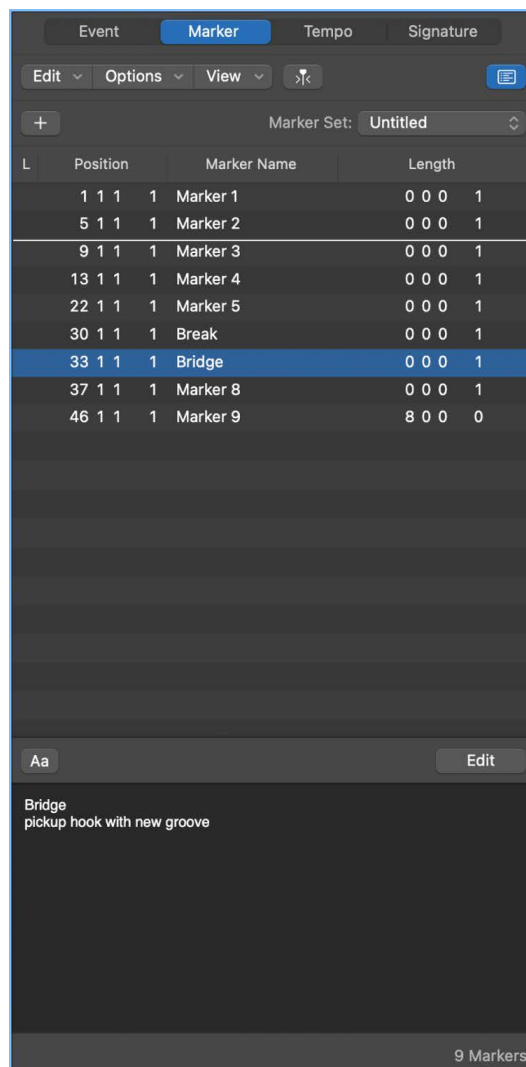 Event Marker Tempo Signature
Edit Options View
+ Marker Set: Untitled
L Position Marker Name Length
1 1 1 1 Marker 1 0 0 0 1
5 1 1 1 Marker 2 0 0 0 1
9 1 1 1 Marker 3 0 0 0 1
13 1 1 1 Marker 4 0 0 0 1
22 1 1 1 Marker 5 0 0 0 1
30 1 1 1 Break 0 0 0 1
33 1 1 1 Bridge 0 0 0 1
37 1 1 1 Marker 8 0 0 0 1
46 1 1 1 Marker 9 8 0 0 0
Aa Edit
Bridge
pickup hook with new groove
9 Markers